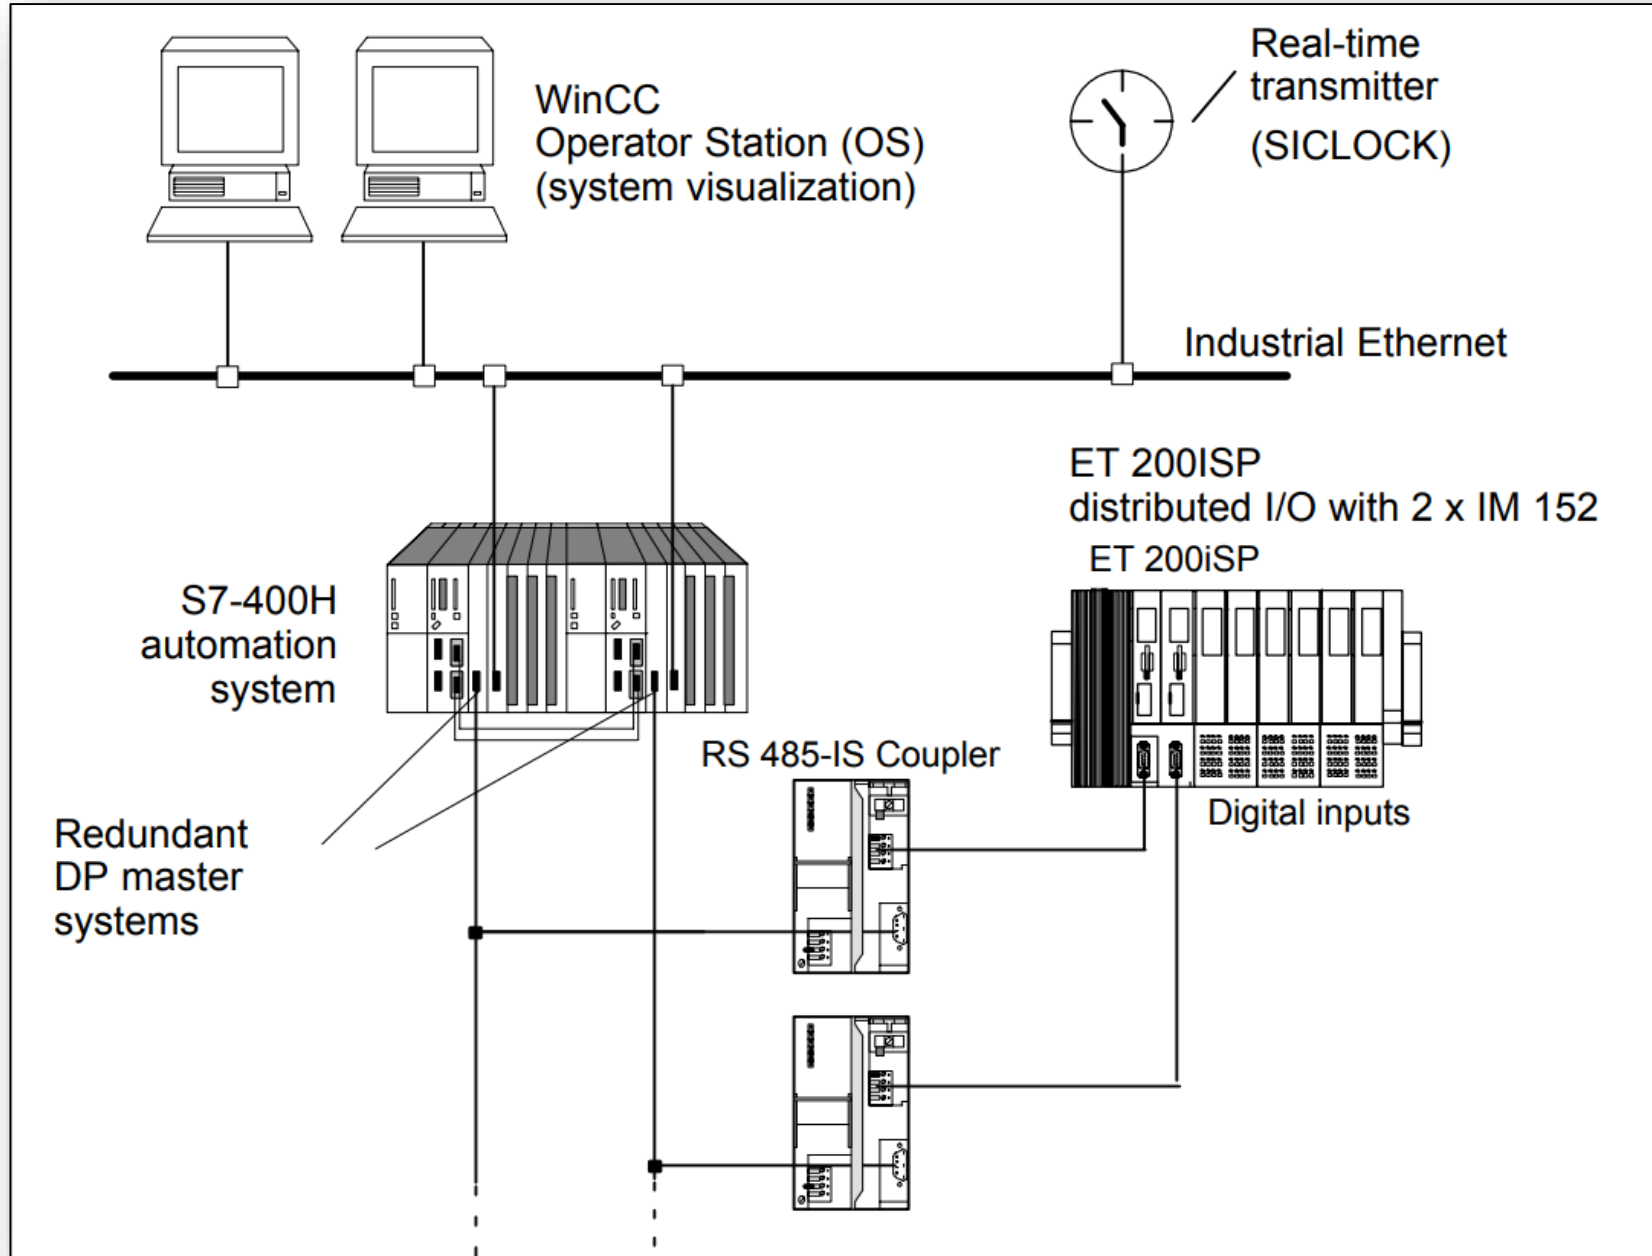 WinCC
Operator Station (OS)
(system visualization)
Real-time
transmitter
(SICLOCK)
Industrial Ethernet
ET 200ISP
distributed I/O with 2 x IM 152
ET 200iSP
S7-400H
automation
system
RS 485-IS Coupler
Digital inputs
Redundant
DP master
systems